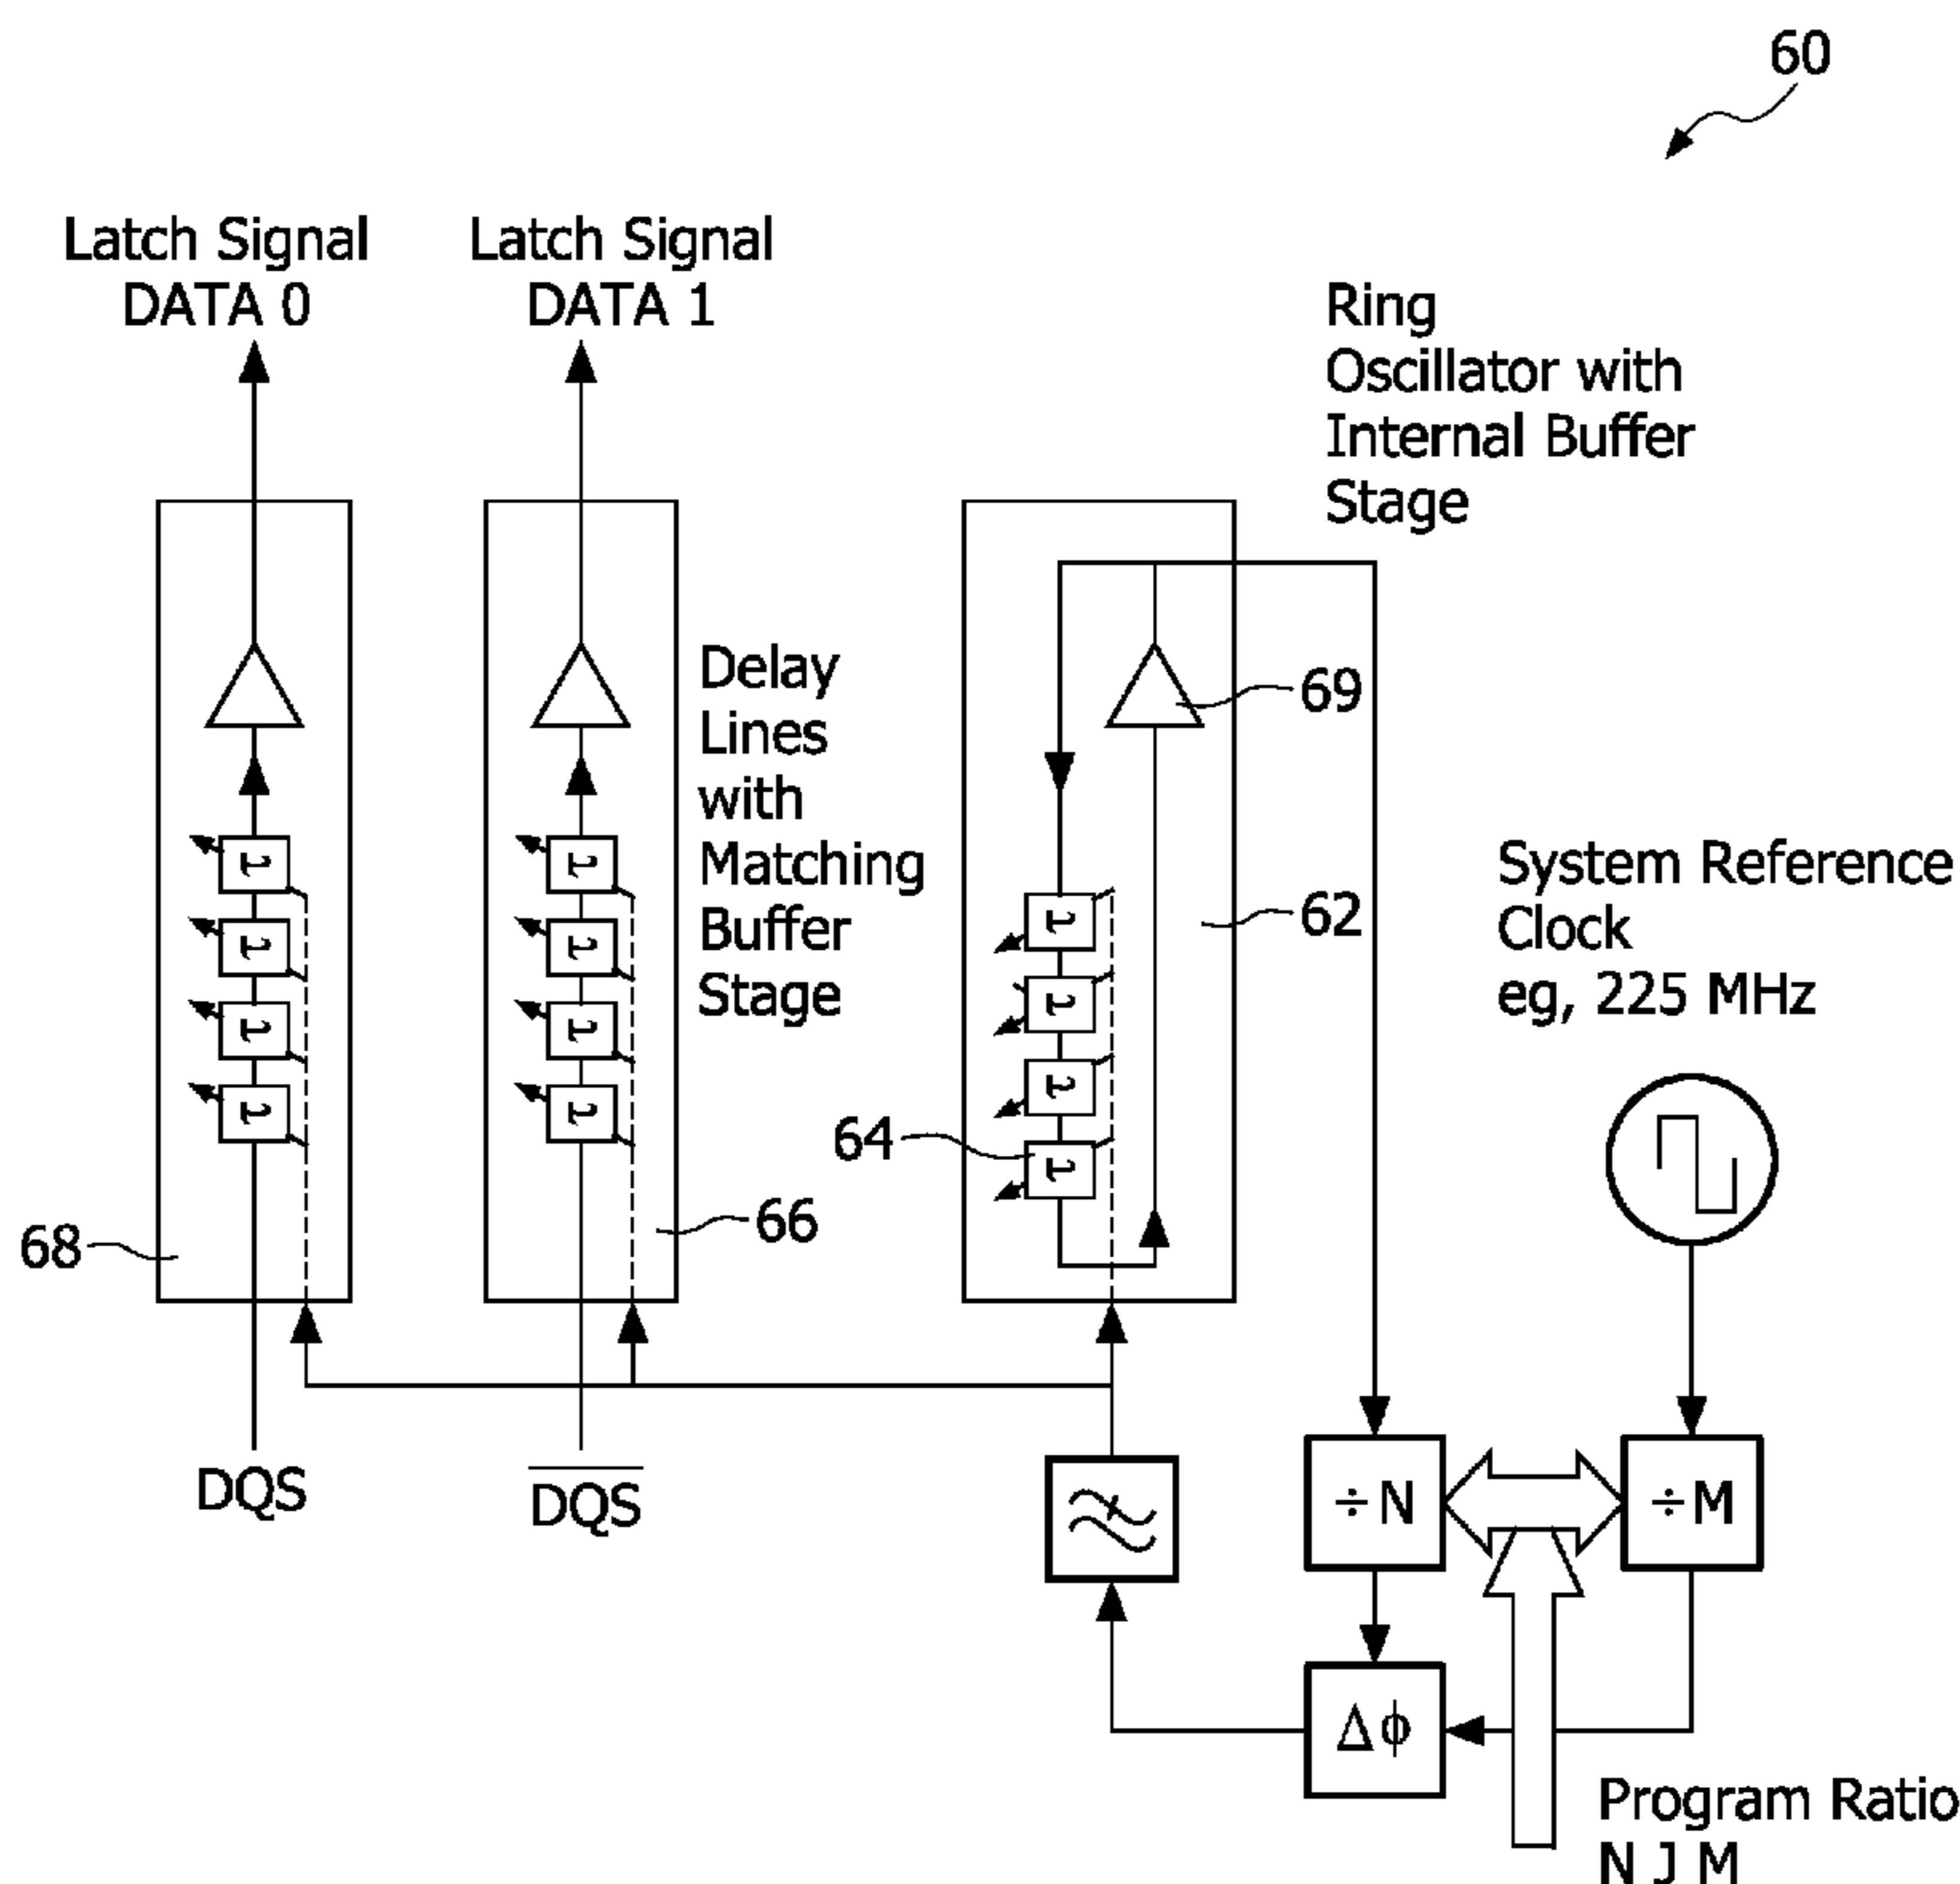 60
Latch Signal
DATA 0
Latch Signal
DATA 1
Ring
Oscillator with
Internal Buffer
Stage
Delay
Lines
with
Matching
Buffer
Stage
69
62
System Reference
Clock
eg, 225 MHz
τ
τ
τ
τ
τ
τ
τ
τ
τ
τ
τ
τ
64
66
68
DQS
D̅Q̅S̅
÷N
÷M
Δϕ
Program Ratio
N J M